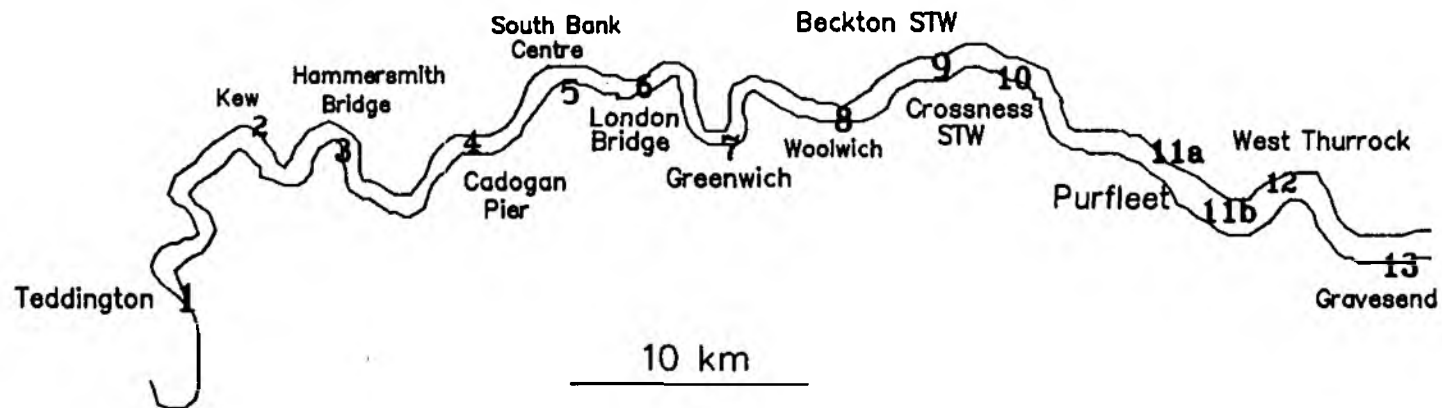 South Bank
Centre
Beckton STW
Hammersmith
Bridge
Kew
2
3
4
5
6
London
Bridge
7
Greenwich
8
Woolwich
9
10
Crossness
STW
11a
West Thurrock
12
Cadogan
Pier
Purfleet
11b
13
Teddington
1
Gravesend
10 km